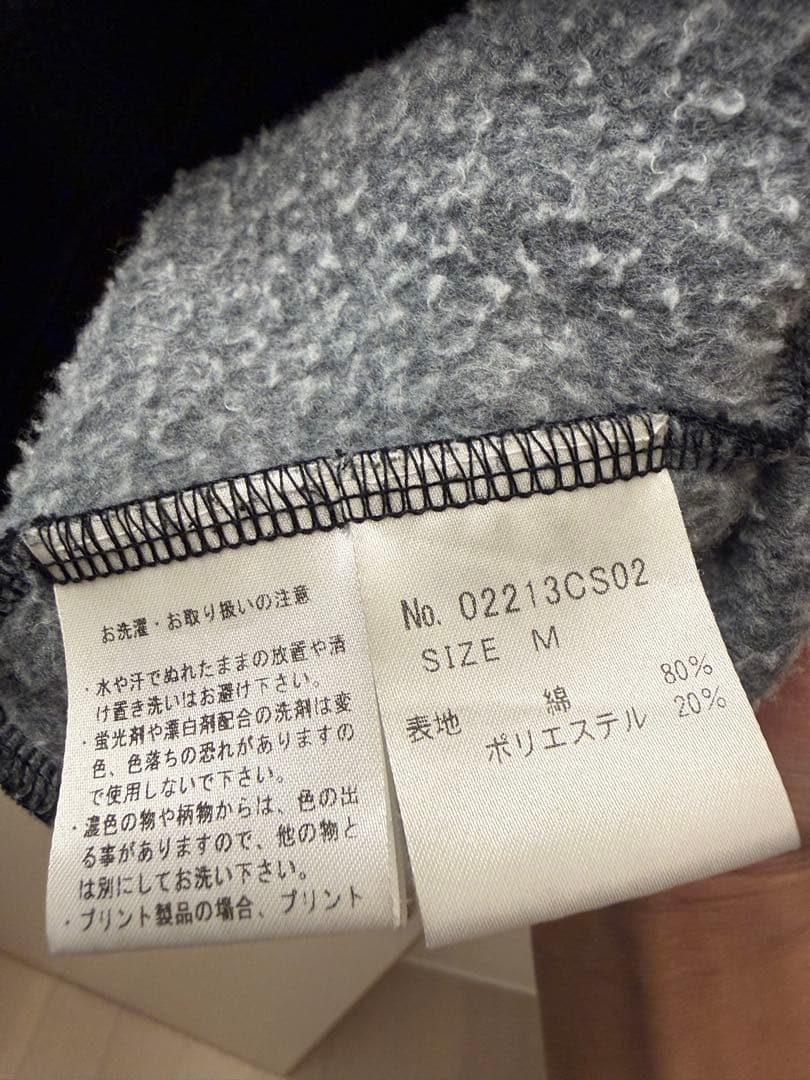 お洗濯・お取り扱いの注意
・水や汗でぬれたままの放置や漬
け置き洗いはお避け下さい。
・蛍光剤や漂白剤配合の洗剤は変
色、色落ちの恐れがありますの
で使用しないで下さい。
・濃色の物や柄物からは、色の出
る事がありますので、他の物と
は別にしてお洗い下さい。
・プリント製品の場合、プリント
No. 02213CS02
SIZE M
表地 綿 80%
ポリエステル 20%